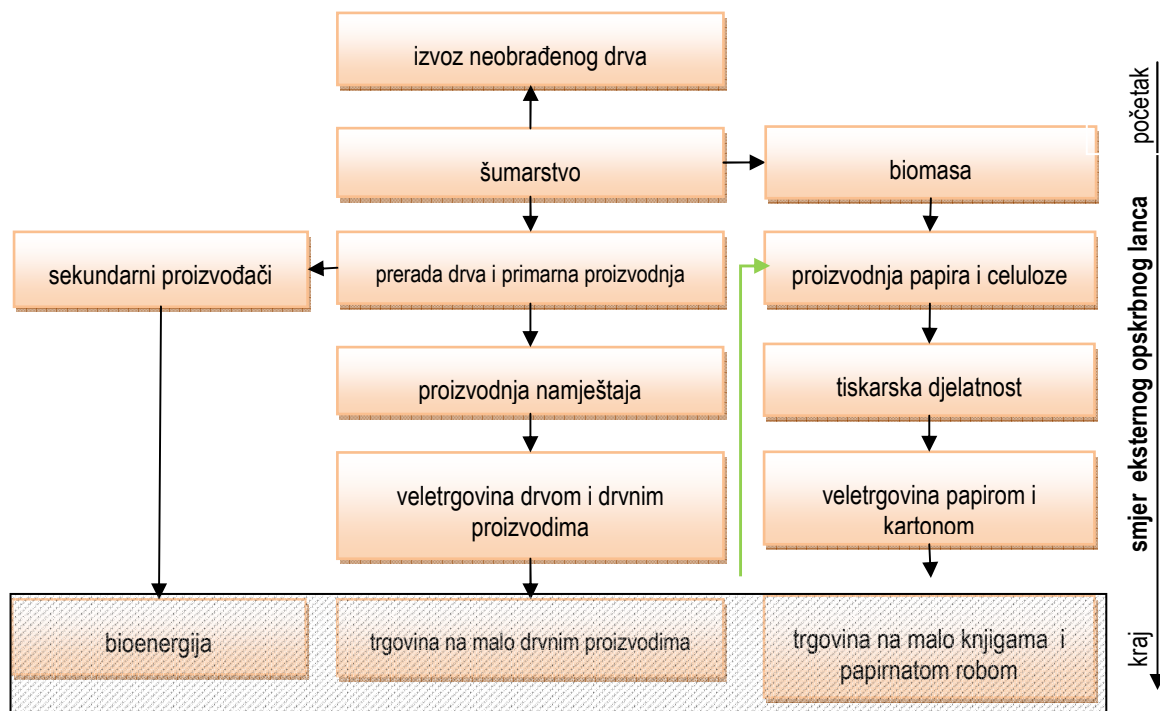 izvoz neobrađenog drva
šumarstvo
biomasa
sekundarni proizvođači
prerada drva i primarna proizvodnja
proizvodnja papira i celuloze
proizvodnja namještaja
tiskarska djelatnost
veletrgovina drvom i drvnim
proizvodima
veletrgovina papirom i
kartonom
bioenergija
trgovina na malo drvnim proizvodima
trgovina na malo knjigama i
papirnatom robom
početak
smjer eksternog opskrbnog lanca
kraj